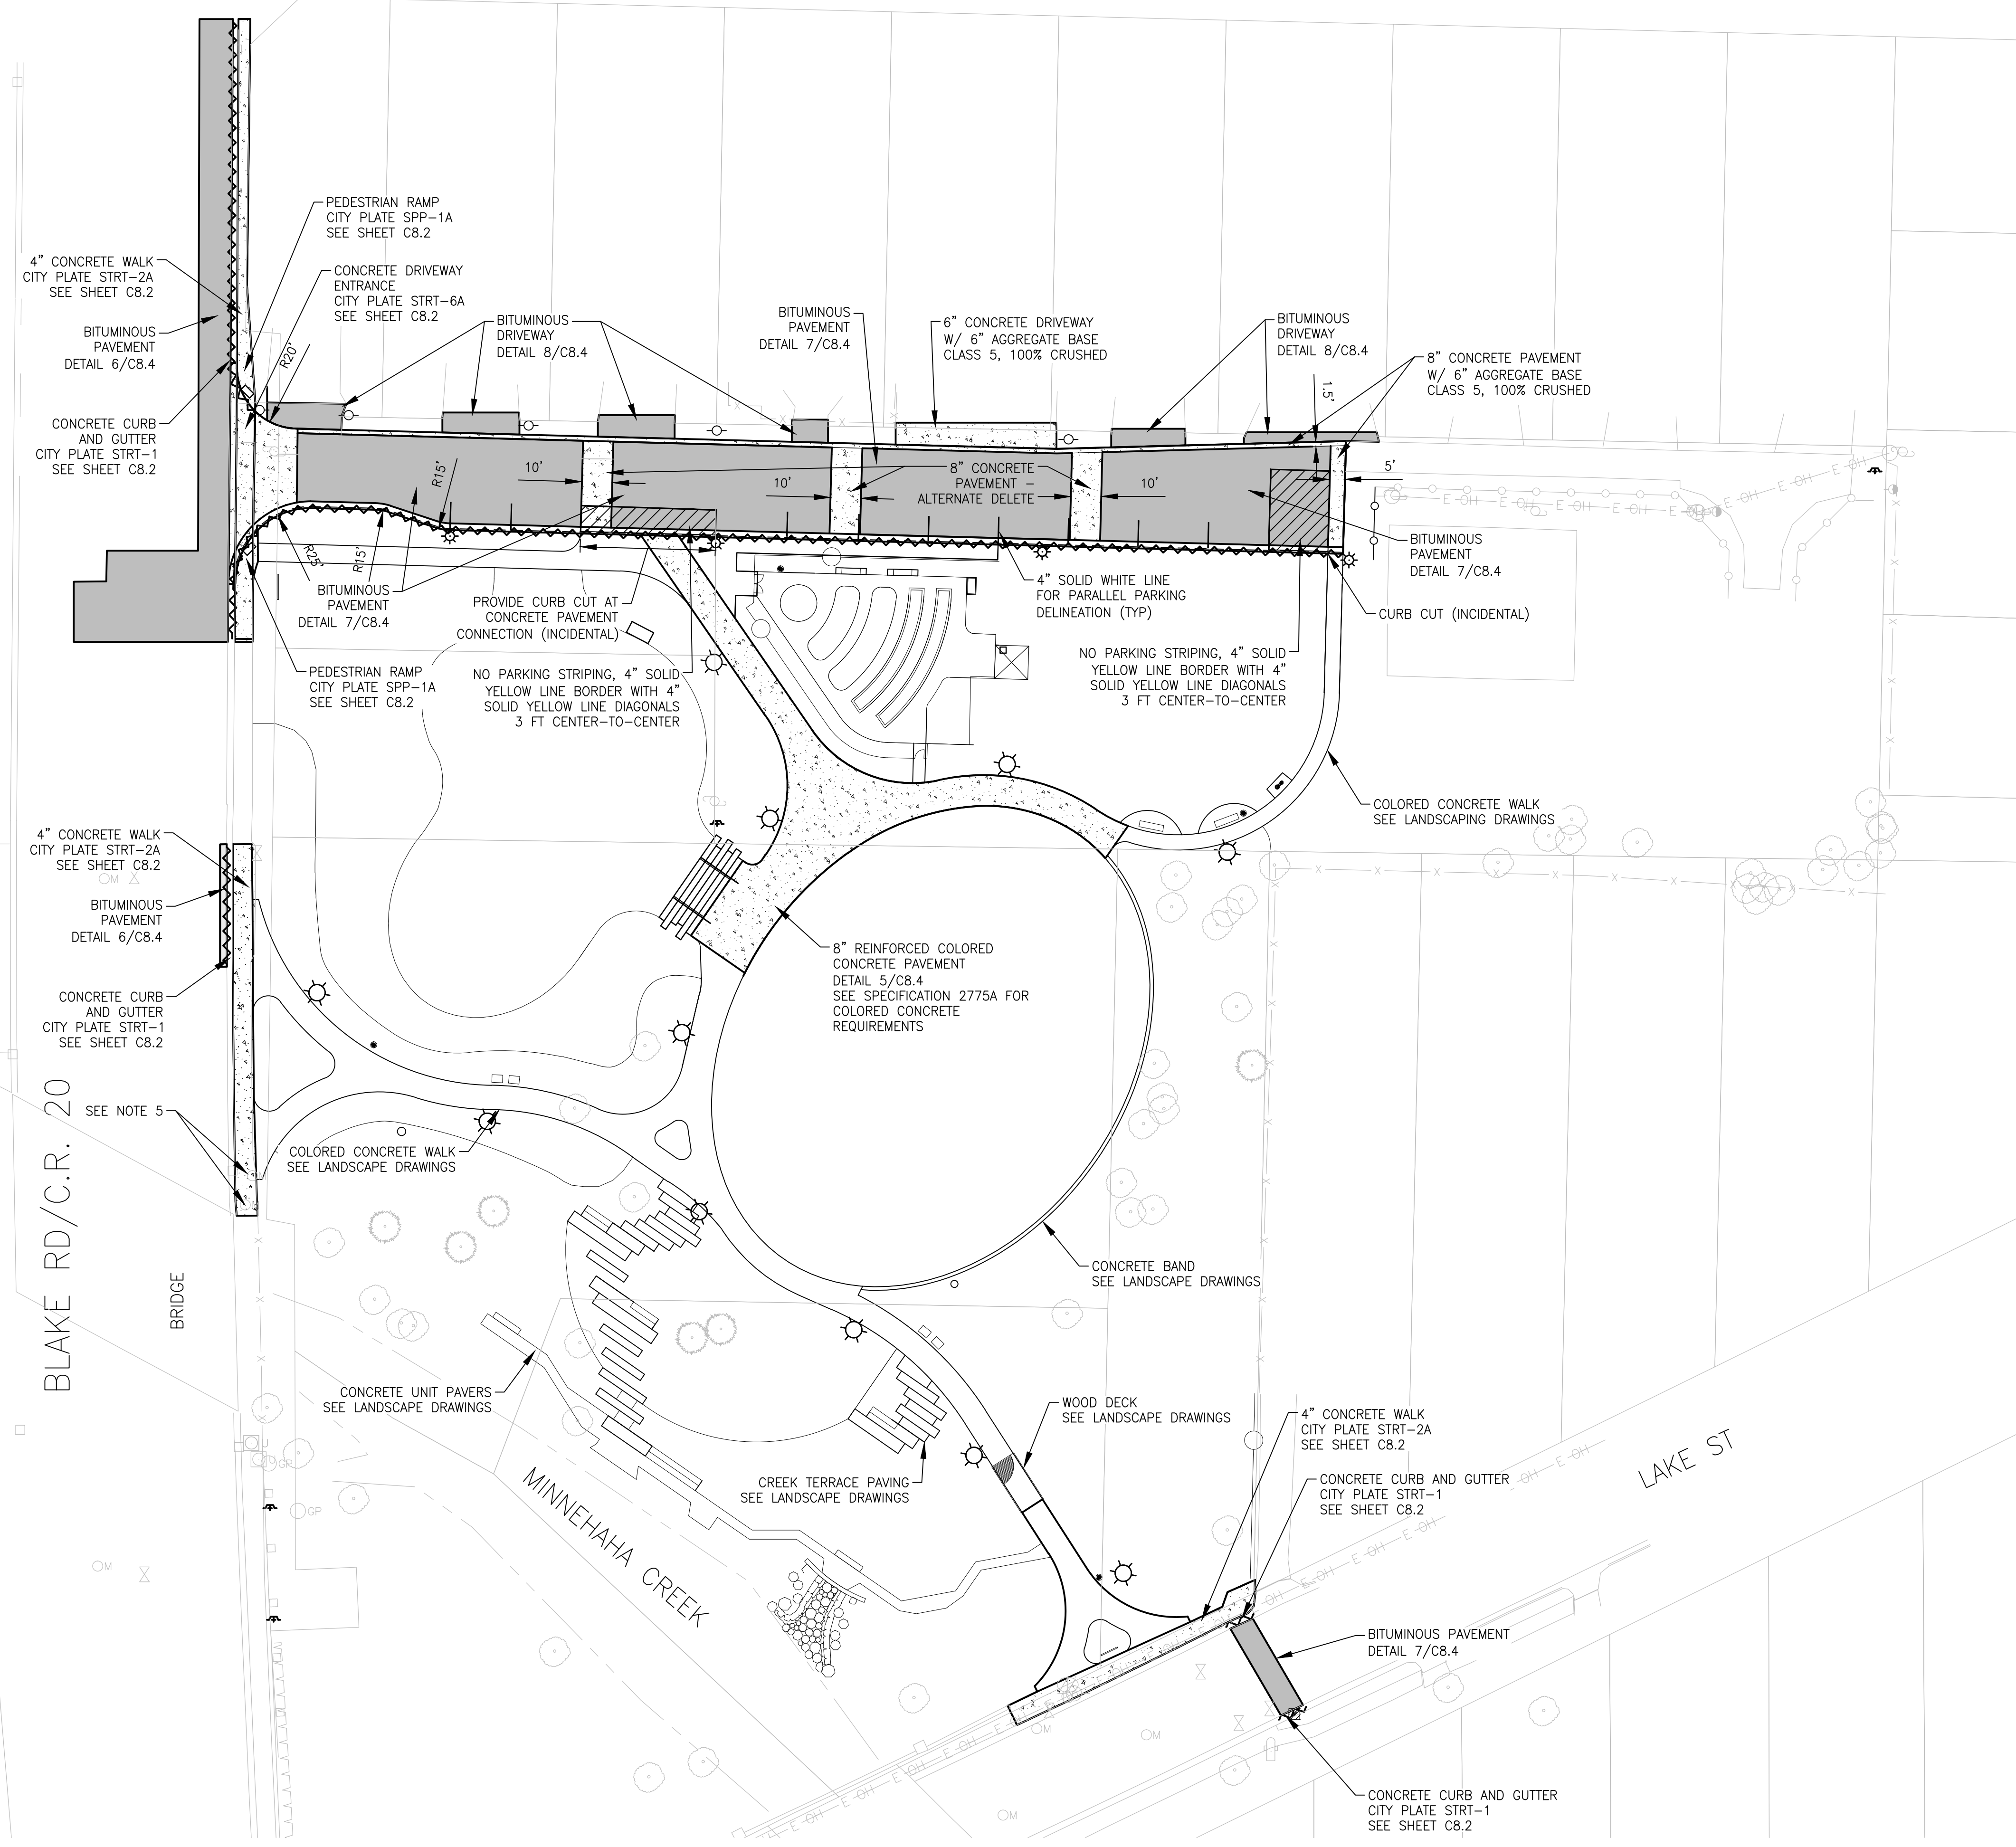 PEDESTRIAN RAMP
CITY PLATE SPP-1A
SEE SHEET C8.2
4" CONCRETE WALK
CITY PLATE STRT-2A
SEE SHEET C8.2
CONCRETE DRIVEWAY
ENTRANCE
CITY PLATE STRT-6A
SEE SHEET C8.2
BITUMINOUS
PAVEMENT
DETAIL 6/C8.4
R20'
BITUMINOUS
DRIVEWAY
DETAIL 8/C8.4
BITUMINOUS
PAVEMENT
DETAIL 7/C8.4
6" CONCRETE DRIVEWAY
W/ 6" AGGREGATE BASE
CLASS 5, 100% CRUSHED
BITUMINOUS
DRIVEWAY
DETAIL 8/C8.4
8" CONCRETE PAVEMENT
W/ 6" AGGREGATE BASE
CLASS 5, 100% CRUSHED
1.5'
CONCRETE CURB
AND GUTTER
CITY PLATE STRT-1
SEE SHEET C8.2
R15'
10'
10'
8" CONCRETE
PAVEMENT -
ALTERNATE DELETE
10'
5'
E-OH
E-OH
E-OH
E-OH
E-OH
R25'
R15'
BITUMINOUS
PAVEMENT
DETAIL 7/C8.4
PROVIDE CURB CUT AT
CONCRETE PAVEMENT
CONNECTION (INCIDENTAL)
4" SOLID WHITE LINE
FOR PARALLEL PARKING
DELINEATION (TYP)
BITUMINOUS
PAVEMENT
DETAIL 7/C8.4
CURB CUT (INCIDENTAL)
PEDESTRIAN RAMP
CITY PLATE SPP-1A
SEE SHEET C8.2
NO PARKING STRIPING, 4" SOLID
YELLOW LINE BORDER WITH 4"
SOLID YELLOW LINE DIAGONALS
3 FT CENTER-TO-CENTER
NO PARKING STRIPING, 4" SOLID
YELLOW LINE BORDER WITH 4"
SOLID YELLOW LINE DIAGONALS
3 FT CENTER-TO-CENTER
COLORED CONCRETE WALK
SEE LANDSCAPING DRAWINGS
4" CONCRETE WALK
CITY PLATE STRT-2A
SEE SHEET C8.2
M
BITUMINOUS
PAVEMENT
DETAIL 6/C8.4
8" REINFORCED COLORED
CONCRETE PAVEMENT
DETAIL 5/C8.4
SEE SPECIFICATION 2775A FOR
COLORED CONCRETE
REQUIREMENTS
CONCRETE CURB
AND GUTTER
CITY PLATE STRT-1
SEE SHEET C8.2
SEE NOTE 5
COLORED CONCRETE WALK
SEE LANDSCAPE DRAWINGS
BLAKE RD/C.R. 20
BRIDGE
CONCRETE BAND
SEE LANDSCAPE DRAWINGS
CONCRETE UNIT PAVERS
SEE LANDSCAPE DRAWINGS
WOOD DECK
SEE LANDSCAPE DRAWINGS
4" CONCRETE WALK
CITY PLATE STRT-2A
SEE SHEET C8.2
CREEK TERRACE PAVING
SEE LANDSCAPE DRAWINGS
CONCRETE CURB AND GUTTER
CITY PLATE STRT-1
SEE SHEET C8.2
LAKE ST
MINNEHAHA CREEK
GP
GP
M
BITUMINOUS PAVEMENT
DETAIL 7/C8.4
M
M
M
CONCRETE CURB AND GUTTER
CITY PLATE STRT-1
SEE SHEET C8.2